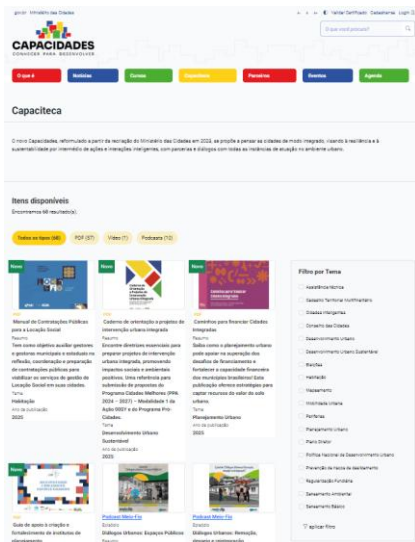 gov.br Ministério das Cidades
Validar Certificado Cadastre-se Login
CAPACIDADES
CONHECER PARA DESENVOLVER
O que você procura?
O que é
Notícias
Cursos
Capaciteca
Parceiros
Eventos
Agenda
Capaciteca
O novo Capacidades, reformulado a partir da recriação do Ministério das Cidades em 2023, se propõe a pensar as cidades de modo integrado, visando à resiliência e à
sustentabilidade por intermédio de ações e interações inteligentes, com parcerias e diálogos com todas as instâncias de atuação no ambiente urbano.
Itens disponíveis
Encontramos 68 resultado(s).
Todos os tipos (68)
PDF (57)
Vídeo (1)
Podcasts (10)
Novo
PDF
Manual de Contratações Públicas
para a Locação Social
Resumo
Tem como objetivo auxiliar gestores
e gestoras municipais e estaduais na
reflexão, coordenação e preparação
de contratações públicas para
viabilizar os serviços de gestão de
Locação Social em suas cidades.
Tema
Habitação
Ano de publicação
2025
Novo
Caderno de orientação a projetos de
intervenção urbana integrada
Resumo
Encontre diretrizes essenciais para
preparar projetos de intervenção
urbana integrada, promovendo
impactos sociais e ambientais
positivos. Uma referência para
submissão de propostas do
Programa Cidades Melhores (PPA
2024 – 2027) – Modalidade 1 da
Ação 00SY e do Programa Pró-
Cidades.
Tema
Desenvolvimento Urbano
Sustentável
Ano de publicação
2025
Novo
Caminhos para financiar Cidades
Integradas
Resumo
Saiba como o planejamento urbano
pode apoiar na superação dos
desafios de financiamento e
fortalecer a capacidade financeira
dos municípios brasileiros! Esta
publicação oferece estratégias para
captar recursos do valor do solo
urbano.
Tema
Planejamento Urbano
Ano de publicação
2025
Filtro por Tema
Assistência técnica
Cadastro Territorial Multifinalitário
Cidades Inteligentes
Conselho das Cidades
Desenvolvimento Urbano
Desenvolvimento Urbano Sustentável
Eleições
Habitação
Mapeamento
Mobilidade Urbana
Periferias
Planejamento Urbano
Plano Diretor
Política Nacional de Desenvolvimento Urbano
Prevenção de riscos de deslizamento
Regularização Fundiária
Saneamento Ambiental
Saneamento Básico
aplicar filtro
Novo
Guia de apoio à criação e
fortalecimento de institutos de
planejamento
Podcast Meio-Fio
Episódio
Diálogos Urbanos: Espaços Públicos
Resumo
Podcast Meio-Fio
Episódio
Diálogos Urbanos: Remoção,